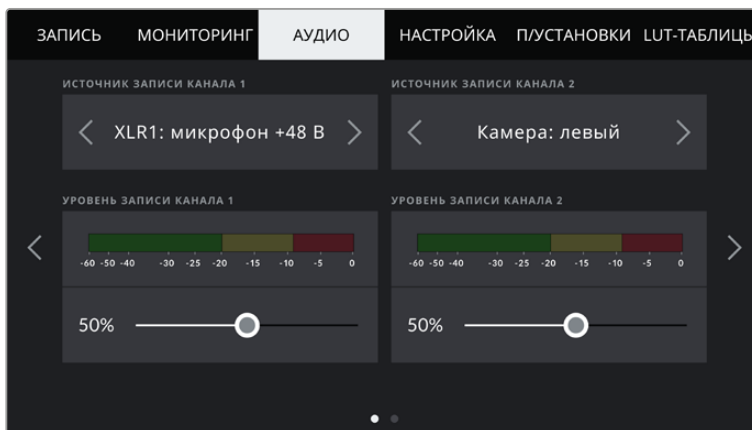 ЗАПИСЬ МОНИТОРИНГ АУДИО НАСТРОЙКА П/УСТАНОВКИ LUT-ТАБЛИЦЫ
ИСТОЧНИК ЗАПИСИ КАНАЛА 1 ИСТОЧНИК ЗАПИСИ КАНАЛА 2
XLR1: микрофон +48 В Камера: левый
УРОВЕНЬ ЗАПИСИ КАНАЛА 1 УРОВЕНЬ ЗАПИСИ КАНАЛА 2
-60 -50 -40 -30 -25 -20 -15 -10 -5 0 -60 -50 -40 -30 -25 -20 -15 -10 -5 0
50% 50%